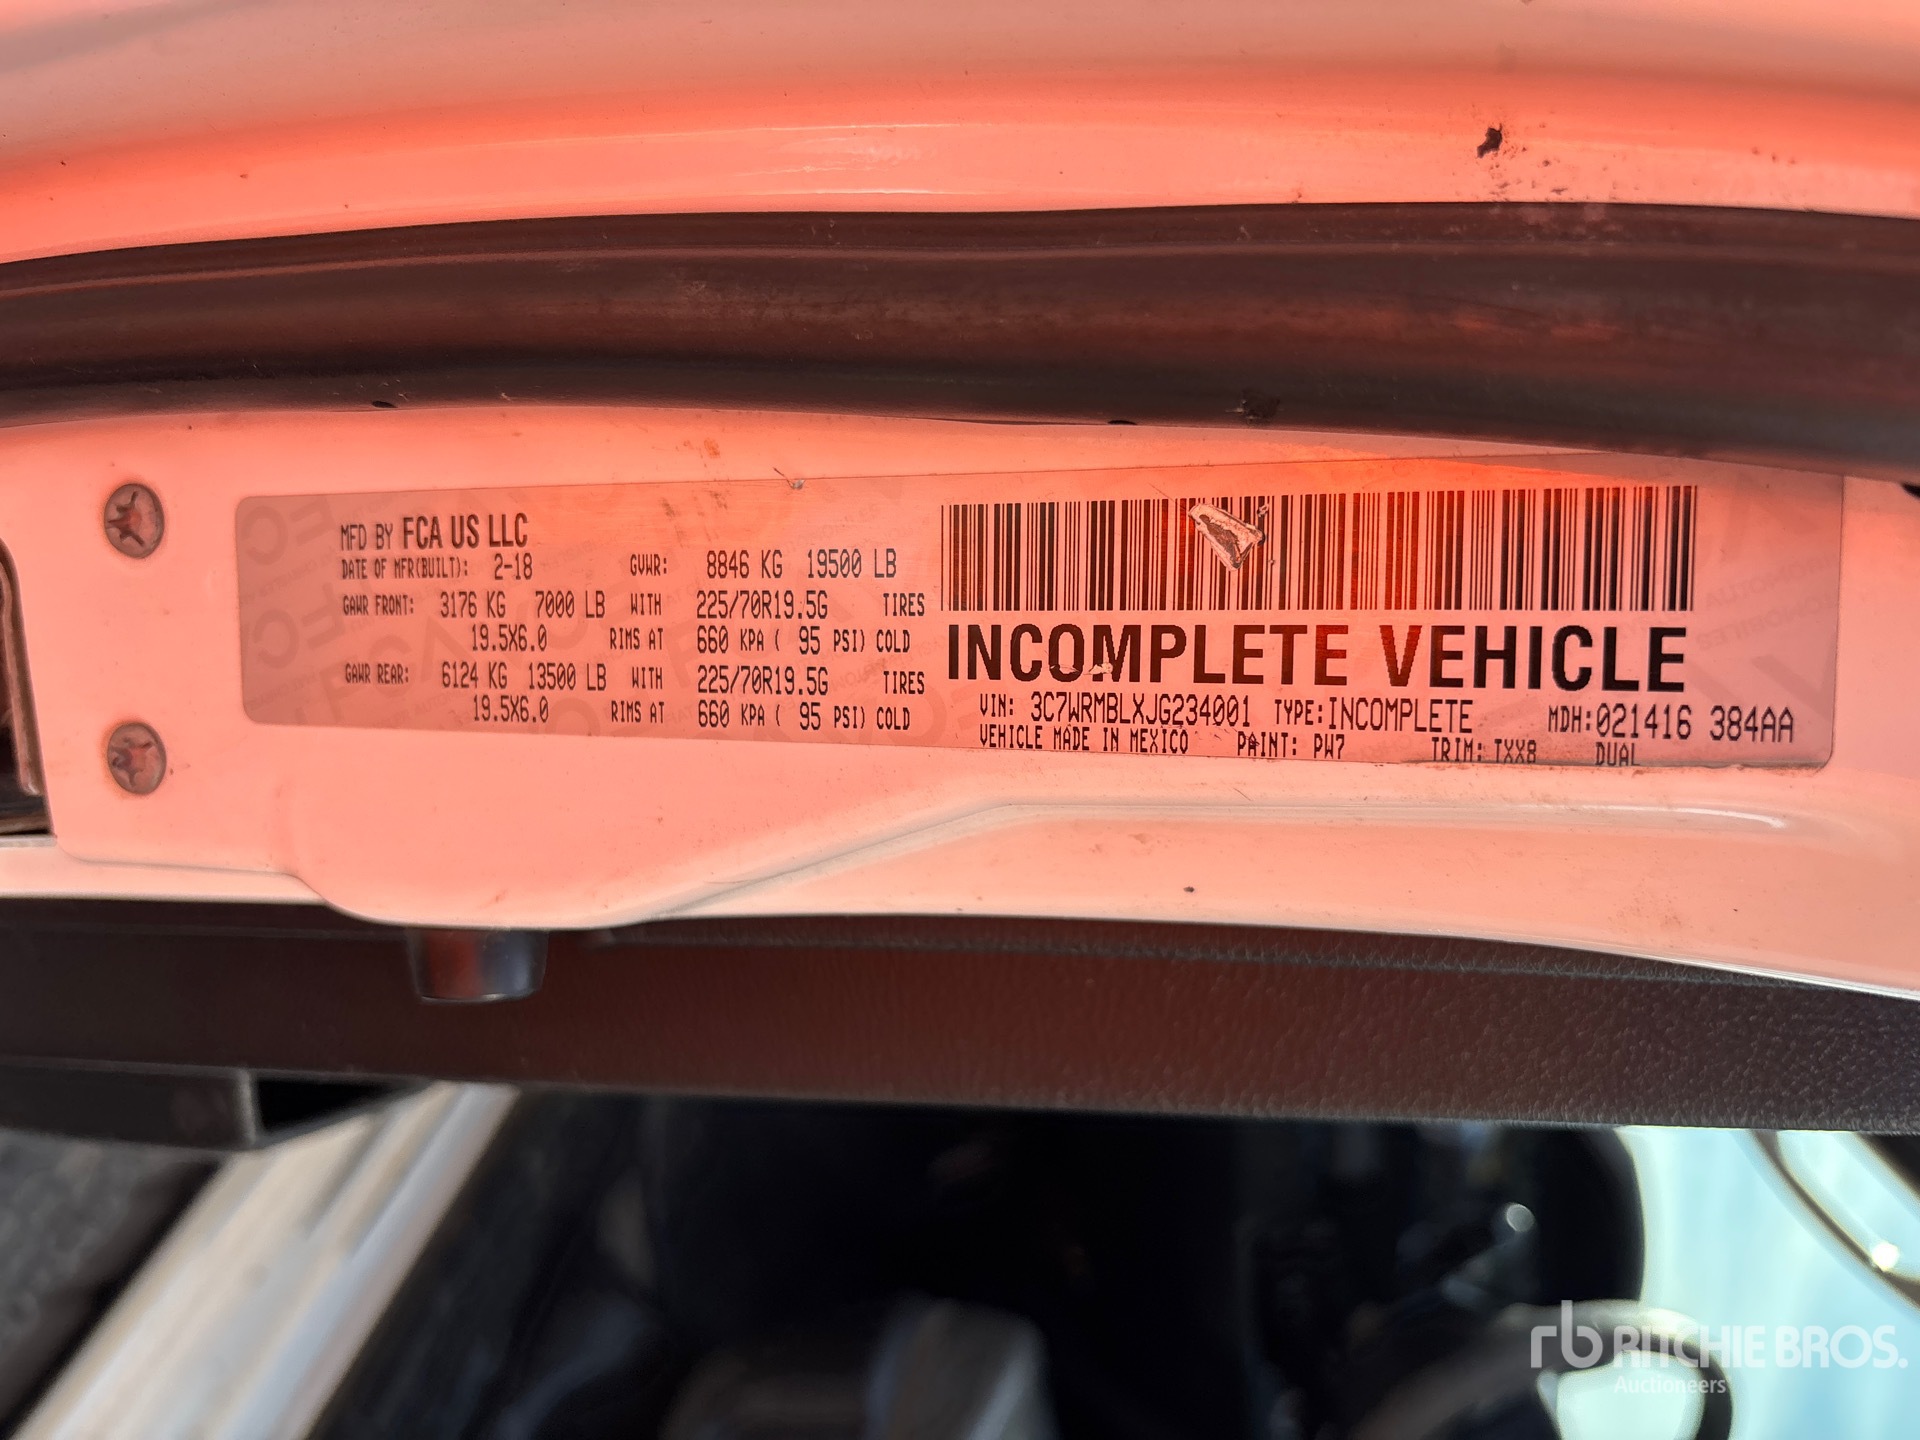 MFD BY FCA US LLC
DATE OF MFR(BUILT): 2-18 GVWR: 8846 KG 19500 LB
GAWR FRONT: 3176 KG 7000 LB WITH 225/70R19.5G TIRES
19.5X6.0 RIMS AT 660 KPA ( 95 PSI) COLD
GAWR REAR: 6124 KG 13500 LB WITH 225/70R19.5G TIRES
19.5X6.0 RIMS AT 660 KPA ( 95 PSI) COLD
INCOMPLETE VEHICLE
VIN: 3C7WRMBLXJG234001 TYPE: INCOMPLETE MDH: 021416 384AA
VEHICLE MADE IN MEXICO PAINT: PW7 TRIM: TXX8 DUAL
rb RITCHIE BROS.
Auctioneers